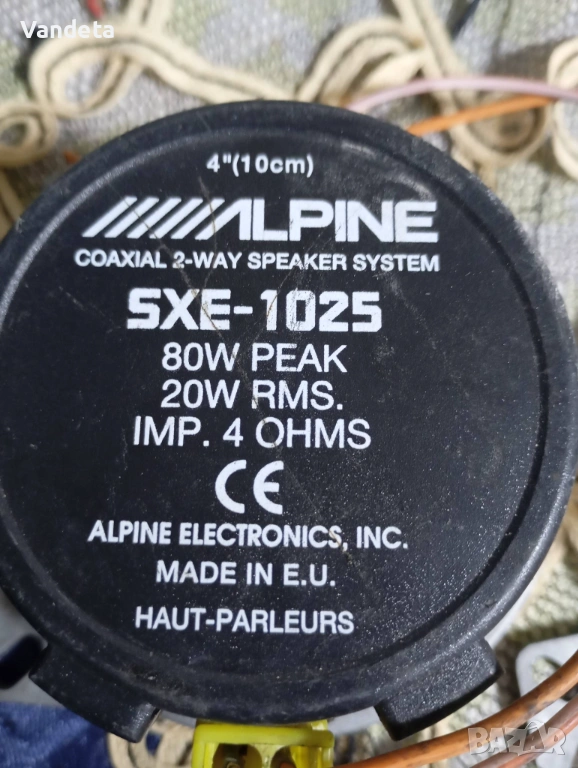 Vandeta
4"(10cm)
ALPINE
COAXIAL 2-WAY SPEAKER SYSTEM
SXE-1025
80W PEAK
20W RMS.
IMP. 4 OHMS
CE
ALPINE ELECTRONICS, INC.
MADE IN E.U.
HAUT-PARLEURS
BAZAR